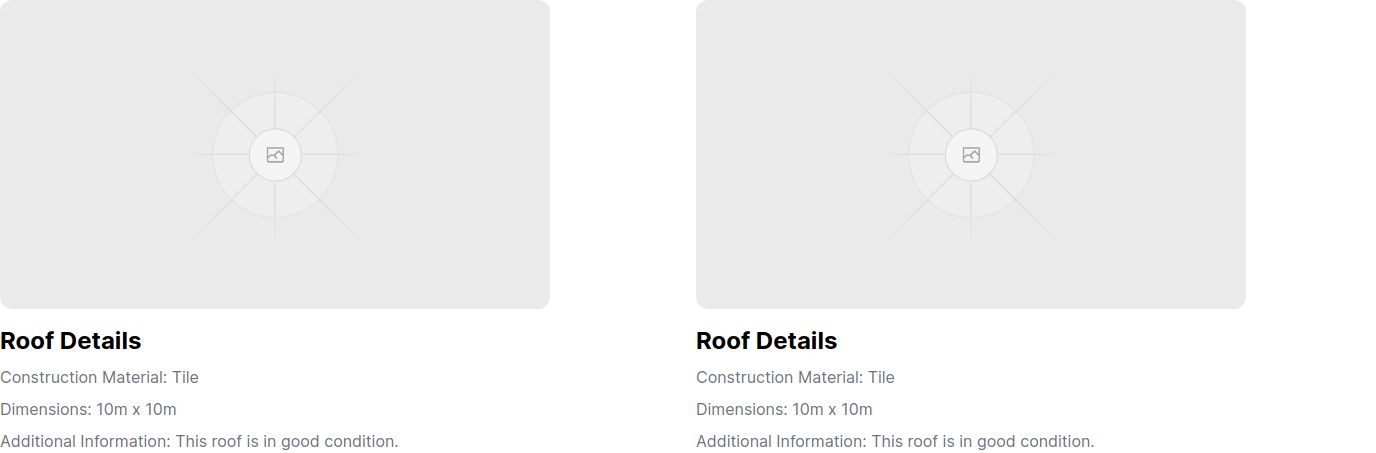 Roof Details
Construction Material: Tile
Dimensions: 10m x 10m
Additional Information: This roof is in good condition.
Roof Details
Construction Material: Tile
Dimensions: 10m x 10m
Additional Information: This roof is in good condition.